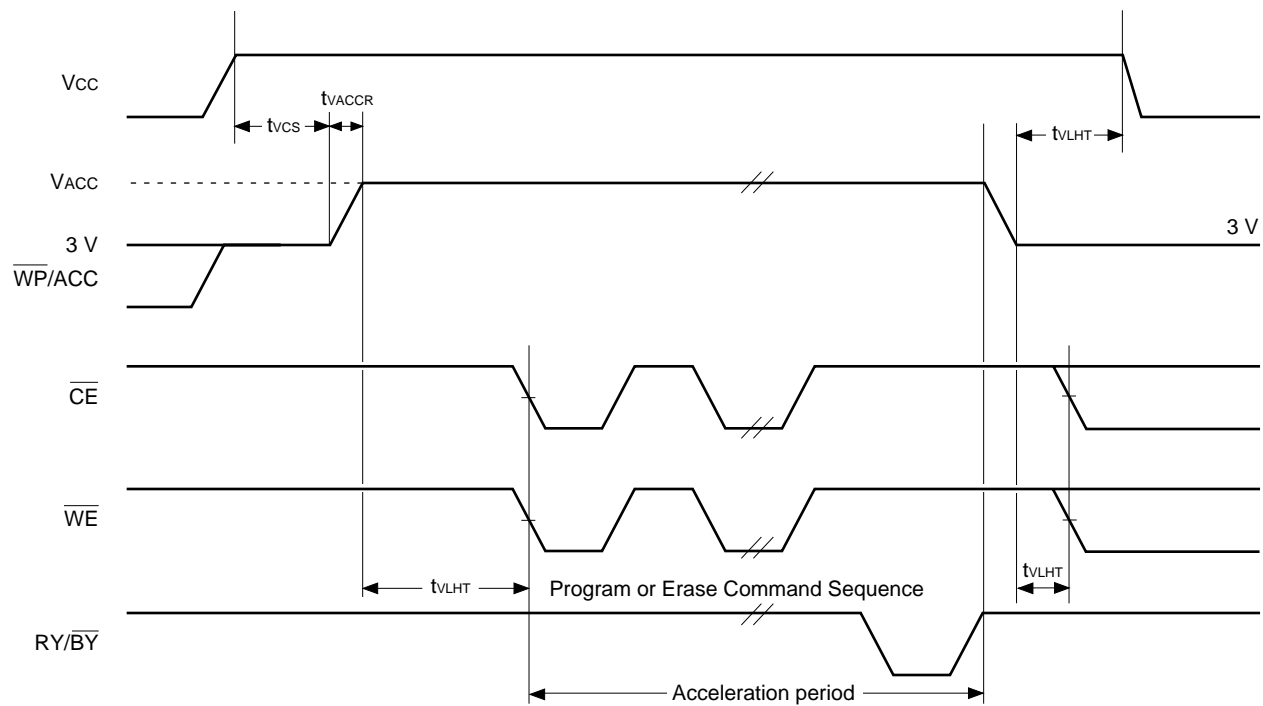 VCC
tVACCR
tVCS
tVLHT
VACC
3 V
3 V
WP/ACC
CE
WE
tVLHT
Program or Erase Command Sequence
tVLHT
RY/BY
Acceleration period